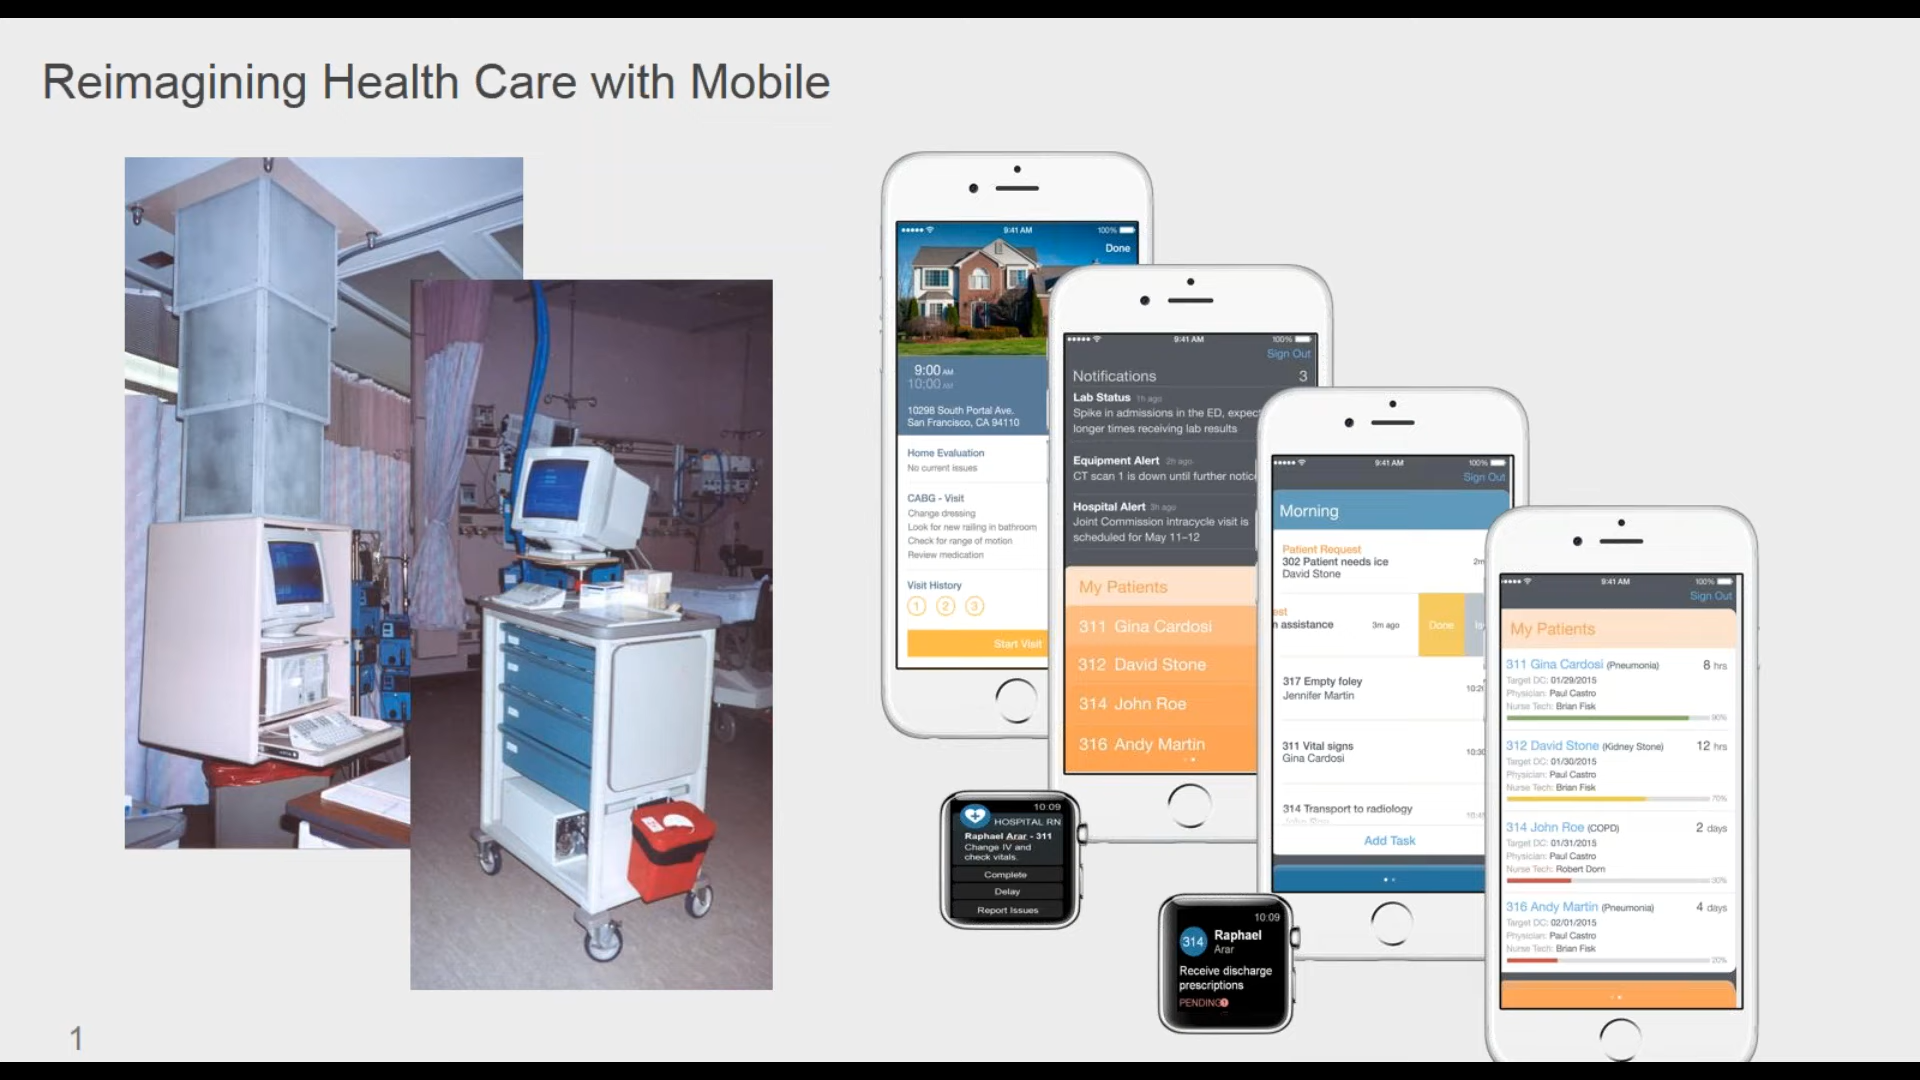 Reimagining Health Care with Mobile
9:41 AM
100%
Done
9:00 AM
10:00 AM
10298 South Portal Ave.
San Francisco, CA 94110
Home Evaluation
No current issues
CABG - Visit
Change dressing
Look for new railing in bathroom
Check for range of motion
Review medication
Visit History
1 2 3
Start Visit
9:41 AM
100%
Sign Out
Notifications 3
Lab Status 1h ago
Spike in admissions in the ED, expec
longer times receiving lab results
Equipment Alert 2h ago
CT scan 1 is down until further notic
Hospital Alert 3h ago
Joint Commission intracycle visit is
scheduled for May 11–12
My Patients
311 Gina Cardosi
312 David Stone
314 John Roe
316 Andy Martin
9:41 AM
100%
Sign Out
Morning
Patient Request
302 Patient needs ice 2m
David Stone
est
n assistance 3m ago Done Is
317 Empty foley
Jennifer Martin
311 Vital signs
Gina Cardosi
314 Transport to radiology
Add Task
9:41 AM
100%
Sign Out
My Patients
311 Gina Cardosi (Pneumonia) 8 hrs
Target DC: 01/29/2015
Physician: Paul Castro
Nurse Tech: Brian Fisk
90%
312 David Stone (Kidney Stone) 12 hrs
Target DC: 01/30/2015
Physician: Paul Castro
Nurse Tech: Brian Fisk
70%
314 John Roe (COPD) 2 days
Target DC: 01/31/2015
Physician: Paul Castro
Nurse Tech: Robert Dorn
30%
316 Andy Martin (Pneumonia) 4 days
Target DC: 02/01/2015
Physician: Paul Castro
Nurse Tech: Brian Fisk
20%
10:09
HOSPITAL RN
Raphael Arar - 311
Change IV and
check vitals.
Complete
Delay
Report Issues
10:09
314 Raphael
Arar
Receive discharge
prescriptions
PENDING
1